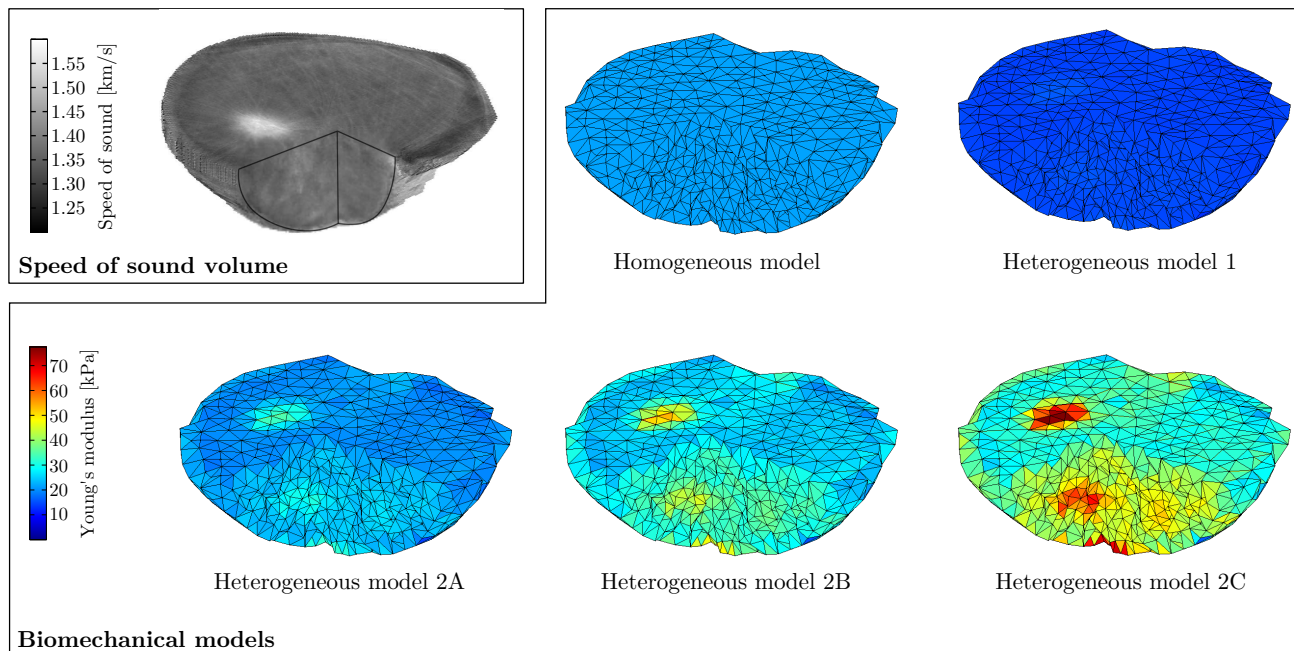 1.55
1.50
1.45
1.40
1.35
1.30
1.25
Speed of sound [km/s]
Speed of sound volume
Homogeneous model
Heterogeneous model 1
70
60
50
40
30
20
10
Young's modulus [kPa]
Heterogeneous model 2A
Heterogeneous model 2B
Heterogeneous model 2C
Biomechanical models